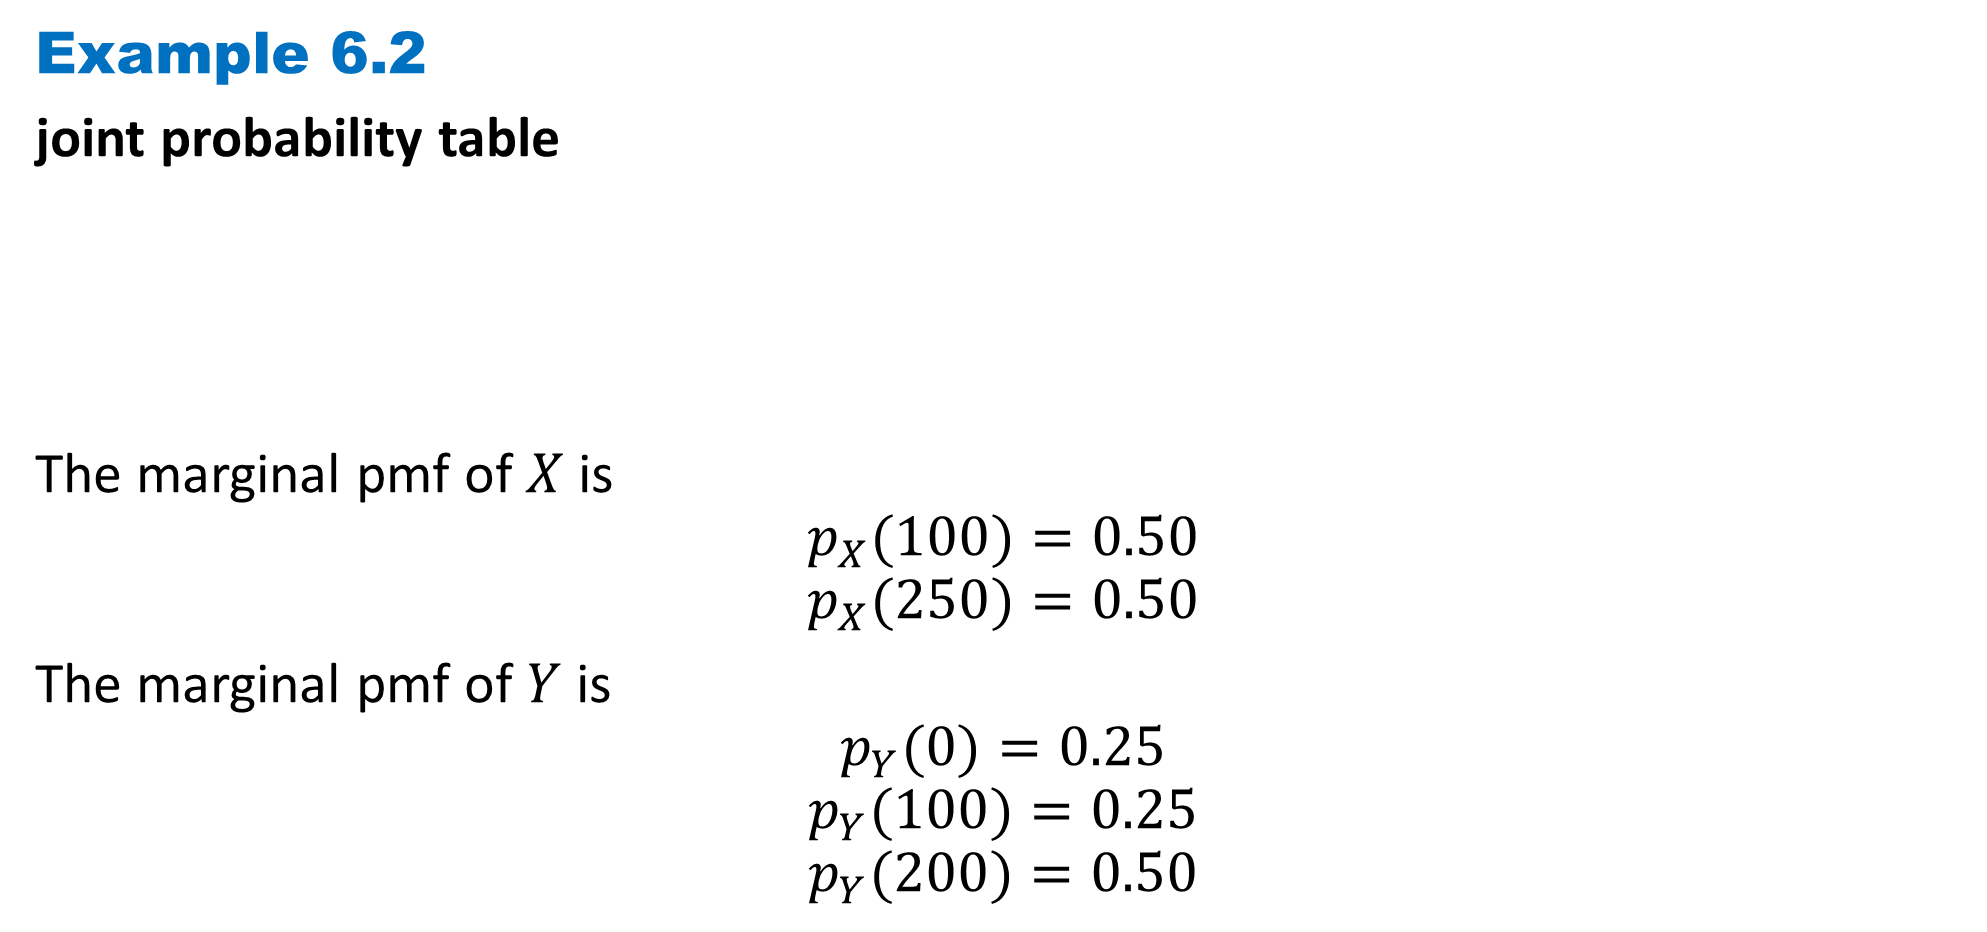 Example 6.2
joint probability table
The marginal pmf of X is
p_X(100) = 0.50
p_X(250) = 0.50
The marginal pmf of Y is
p_Y(0) = 0.25
p_Y(100) = 0.25
p_Y(200) = 0.50